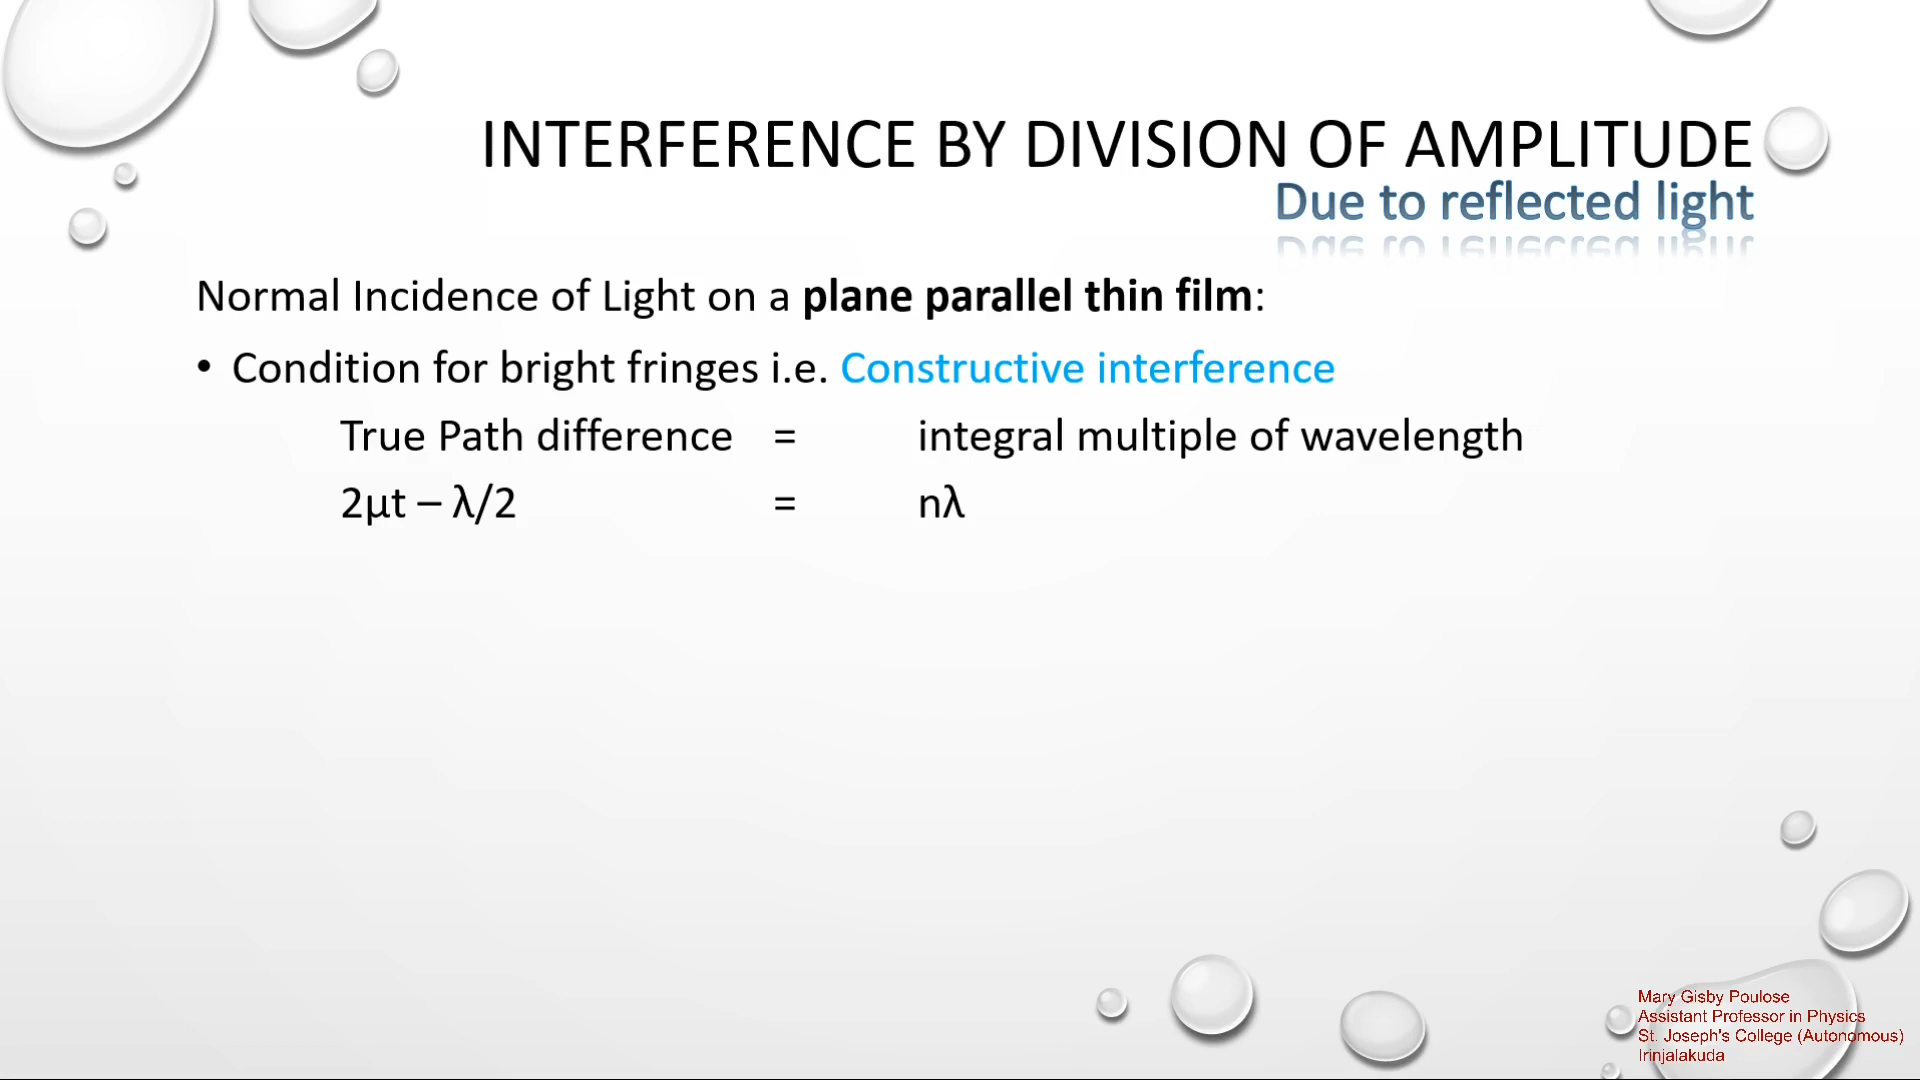 INTERFERENCE BY DIVISION OF AMPLITUDE
Due to reflected light
Normal Incidence of Light on a plane parallel thin film:
• Condition for bright fringes i.e. Constructive interference
True Path difference = integral multiple of wavelength
2μt – λ/2 = nλ
Mary Gisby Poulose
Assistant Professor in Physics
St. Joseph's College (Autonomous)
Irinjalakuda